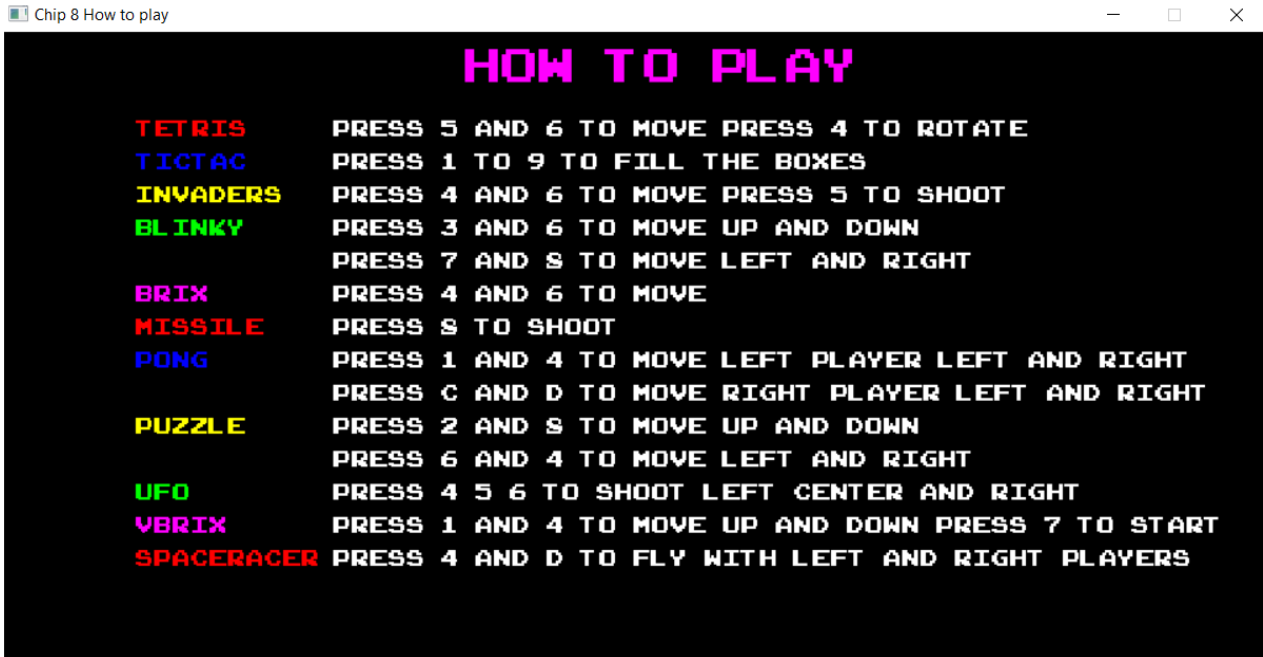 Chip 8 How to play
HOW TO PLAY
TETRIS PRESS 5 AND 6 TO MOVE PRESS 4 TO ROTATE
TICTAC PRESS 1 TO 9 TO FILL THE BOXES
INVADERS PRESS 4 AND 6 TO MOVE PRESS 5 TO SHOOT
BLINKY PRESS 3 AND 6 TO MOVE UP AND DOWN
PRESS 7 AND 8 TO MOVE LEFT AND RIGHT
BRIX PRESS 4 AND 6 TO MOVE
MISSILE PRESS 8 TO SHOOT
PONG PRESS 1 AND 4 TO MOVE LEFT PLAYER LEFT AND RIGHT
PRESS C AND D TO MOVE RIGHT PLAYER LEFT AND RIGHT
PUZZLE PRESS 2 AND 8 TO MOVE UP AND DOWN
PRESS 6 AND 4 TO MOVE LEFT AND RIGHT
UFO PRESS 4 5 6 TO SHOOT LEFT CENTER AND RIGHT
VBRIX PRESS 1 AND 4 TO MOVE UP AND DOWN PRESS 7 TO START
SPACERACER PRESS 4 AND D TO FLY WITH LEFT AND RIGHT PLAYERS